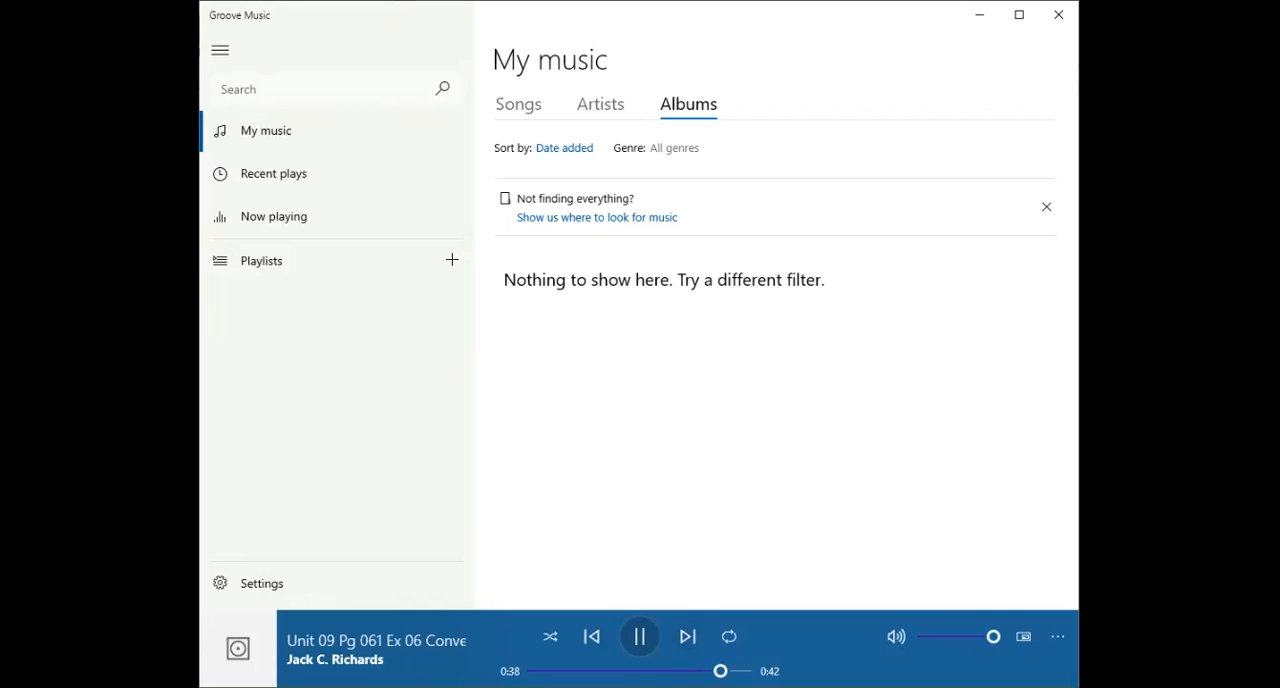 Groove Music
Search
My music
Recent plays
Now playing
Playlists
Settings
My music
Songs Artists Albums
Sort by: Date added Genre: All genres
Not finding everything?
Show us where to look for music
Nothing to show here. Try a different filter.
Unit 09 Pg 061 Ex 06 Conve
Jack C. Richards
0:38 0:42